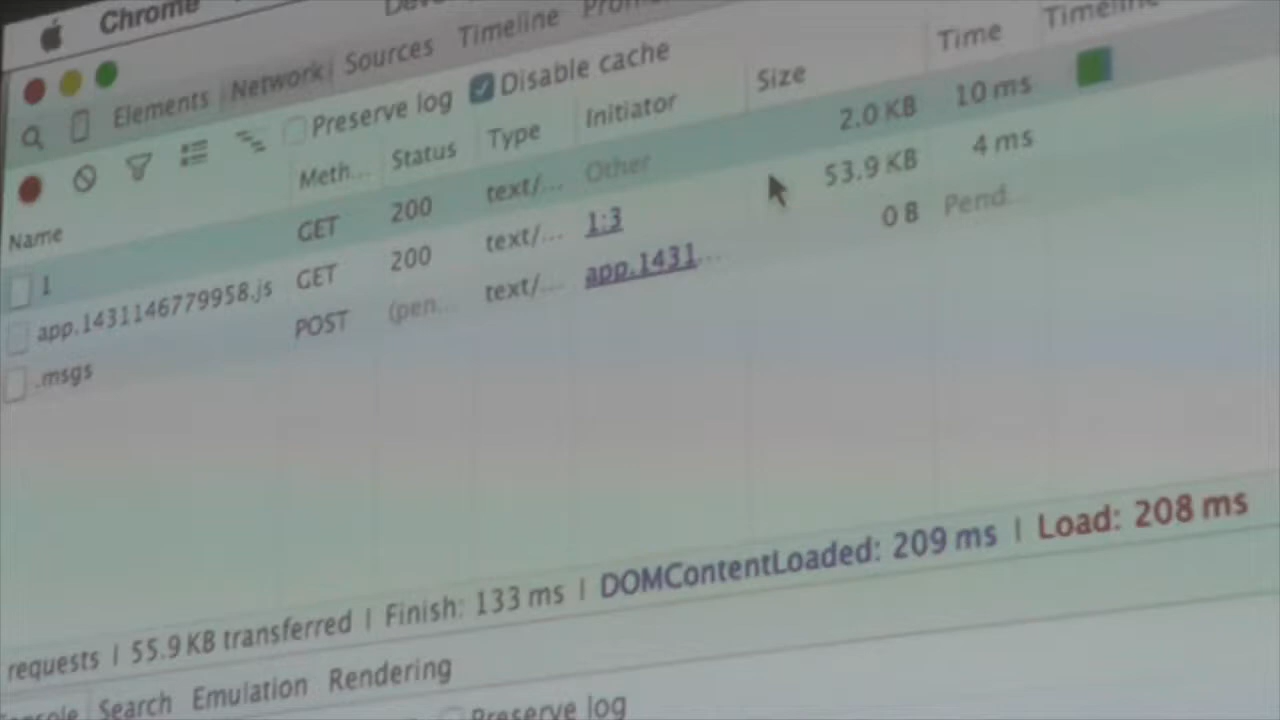 Chrome
Elements Network Sources Timeline
Preserve log Disable cache
Name Meth... Status Type Initiator Size Time
1 GET 200 text/... Other 2.0 KB 10 ms
app.1431146779958.js GET 200 text/... 1:3 53.9 KB 4 ms
.msgs POST (pen... text/... app.1431... 0 B Pend...
requests | 55.9 KB transferred | Finish: 133 ms | DOMContentLoaded: 209 ms | Load: 208 ms
Search Emulation Rendering
Preserve log